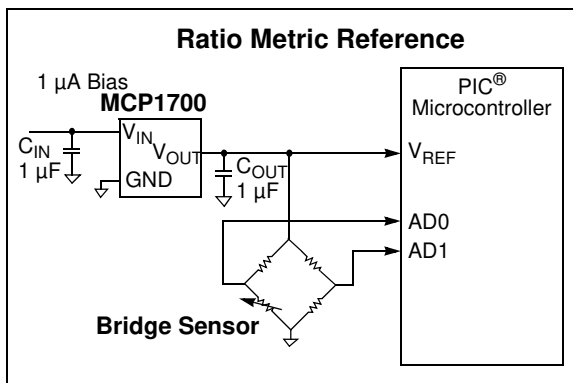 Ratio Metric Reference
1 µA Bias
MCP1700
PIC®
Microcontroller
CIN
1 µF
VIN
VOUT
GND
COUT
1 µF
VREF
AD0
AD1
Bridge Sensor